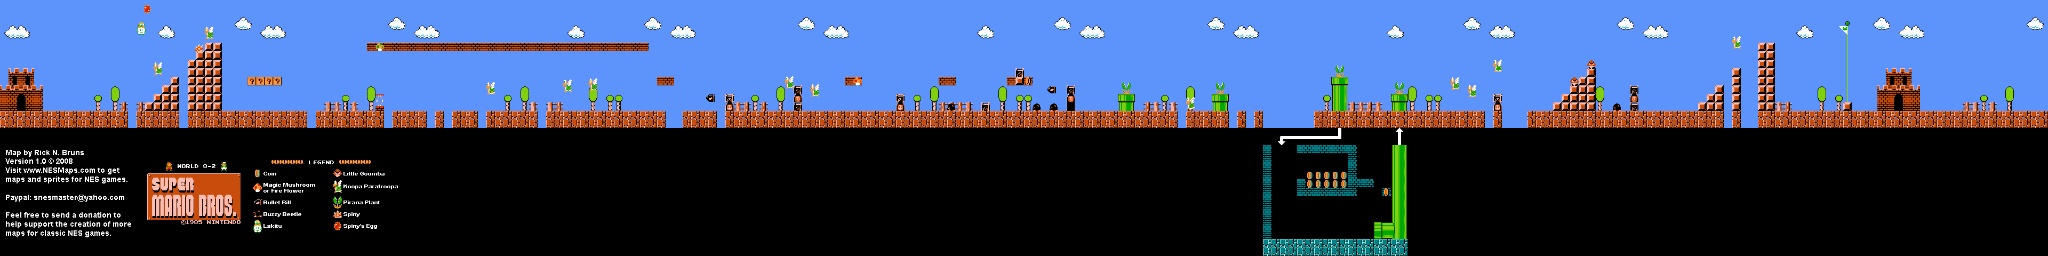 Map by Rick N. Bruns
Version 1.0 © 2008
Visit www.NESMaps.com to get
maps and sprites for NES games.
Paypal: snesmaster@yahoo.com
Feel free to send a donation to
help support the creation of more
maps for classic NES games.
WORLD 0-2
SUPER
MARIO BROS.
©1985 NINTENDO
LEGEND
Coin
Magic Mushroom
or Fire Flower
Bullet Bill
Buzzy Beetle
Lakitu
Little Goomba
Koopa Paratroopa
Pirana Plant
Spiny
Spiny's Egg